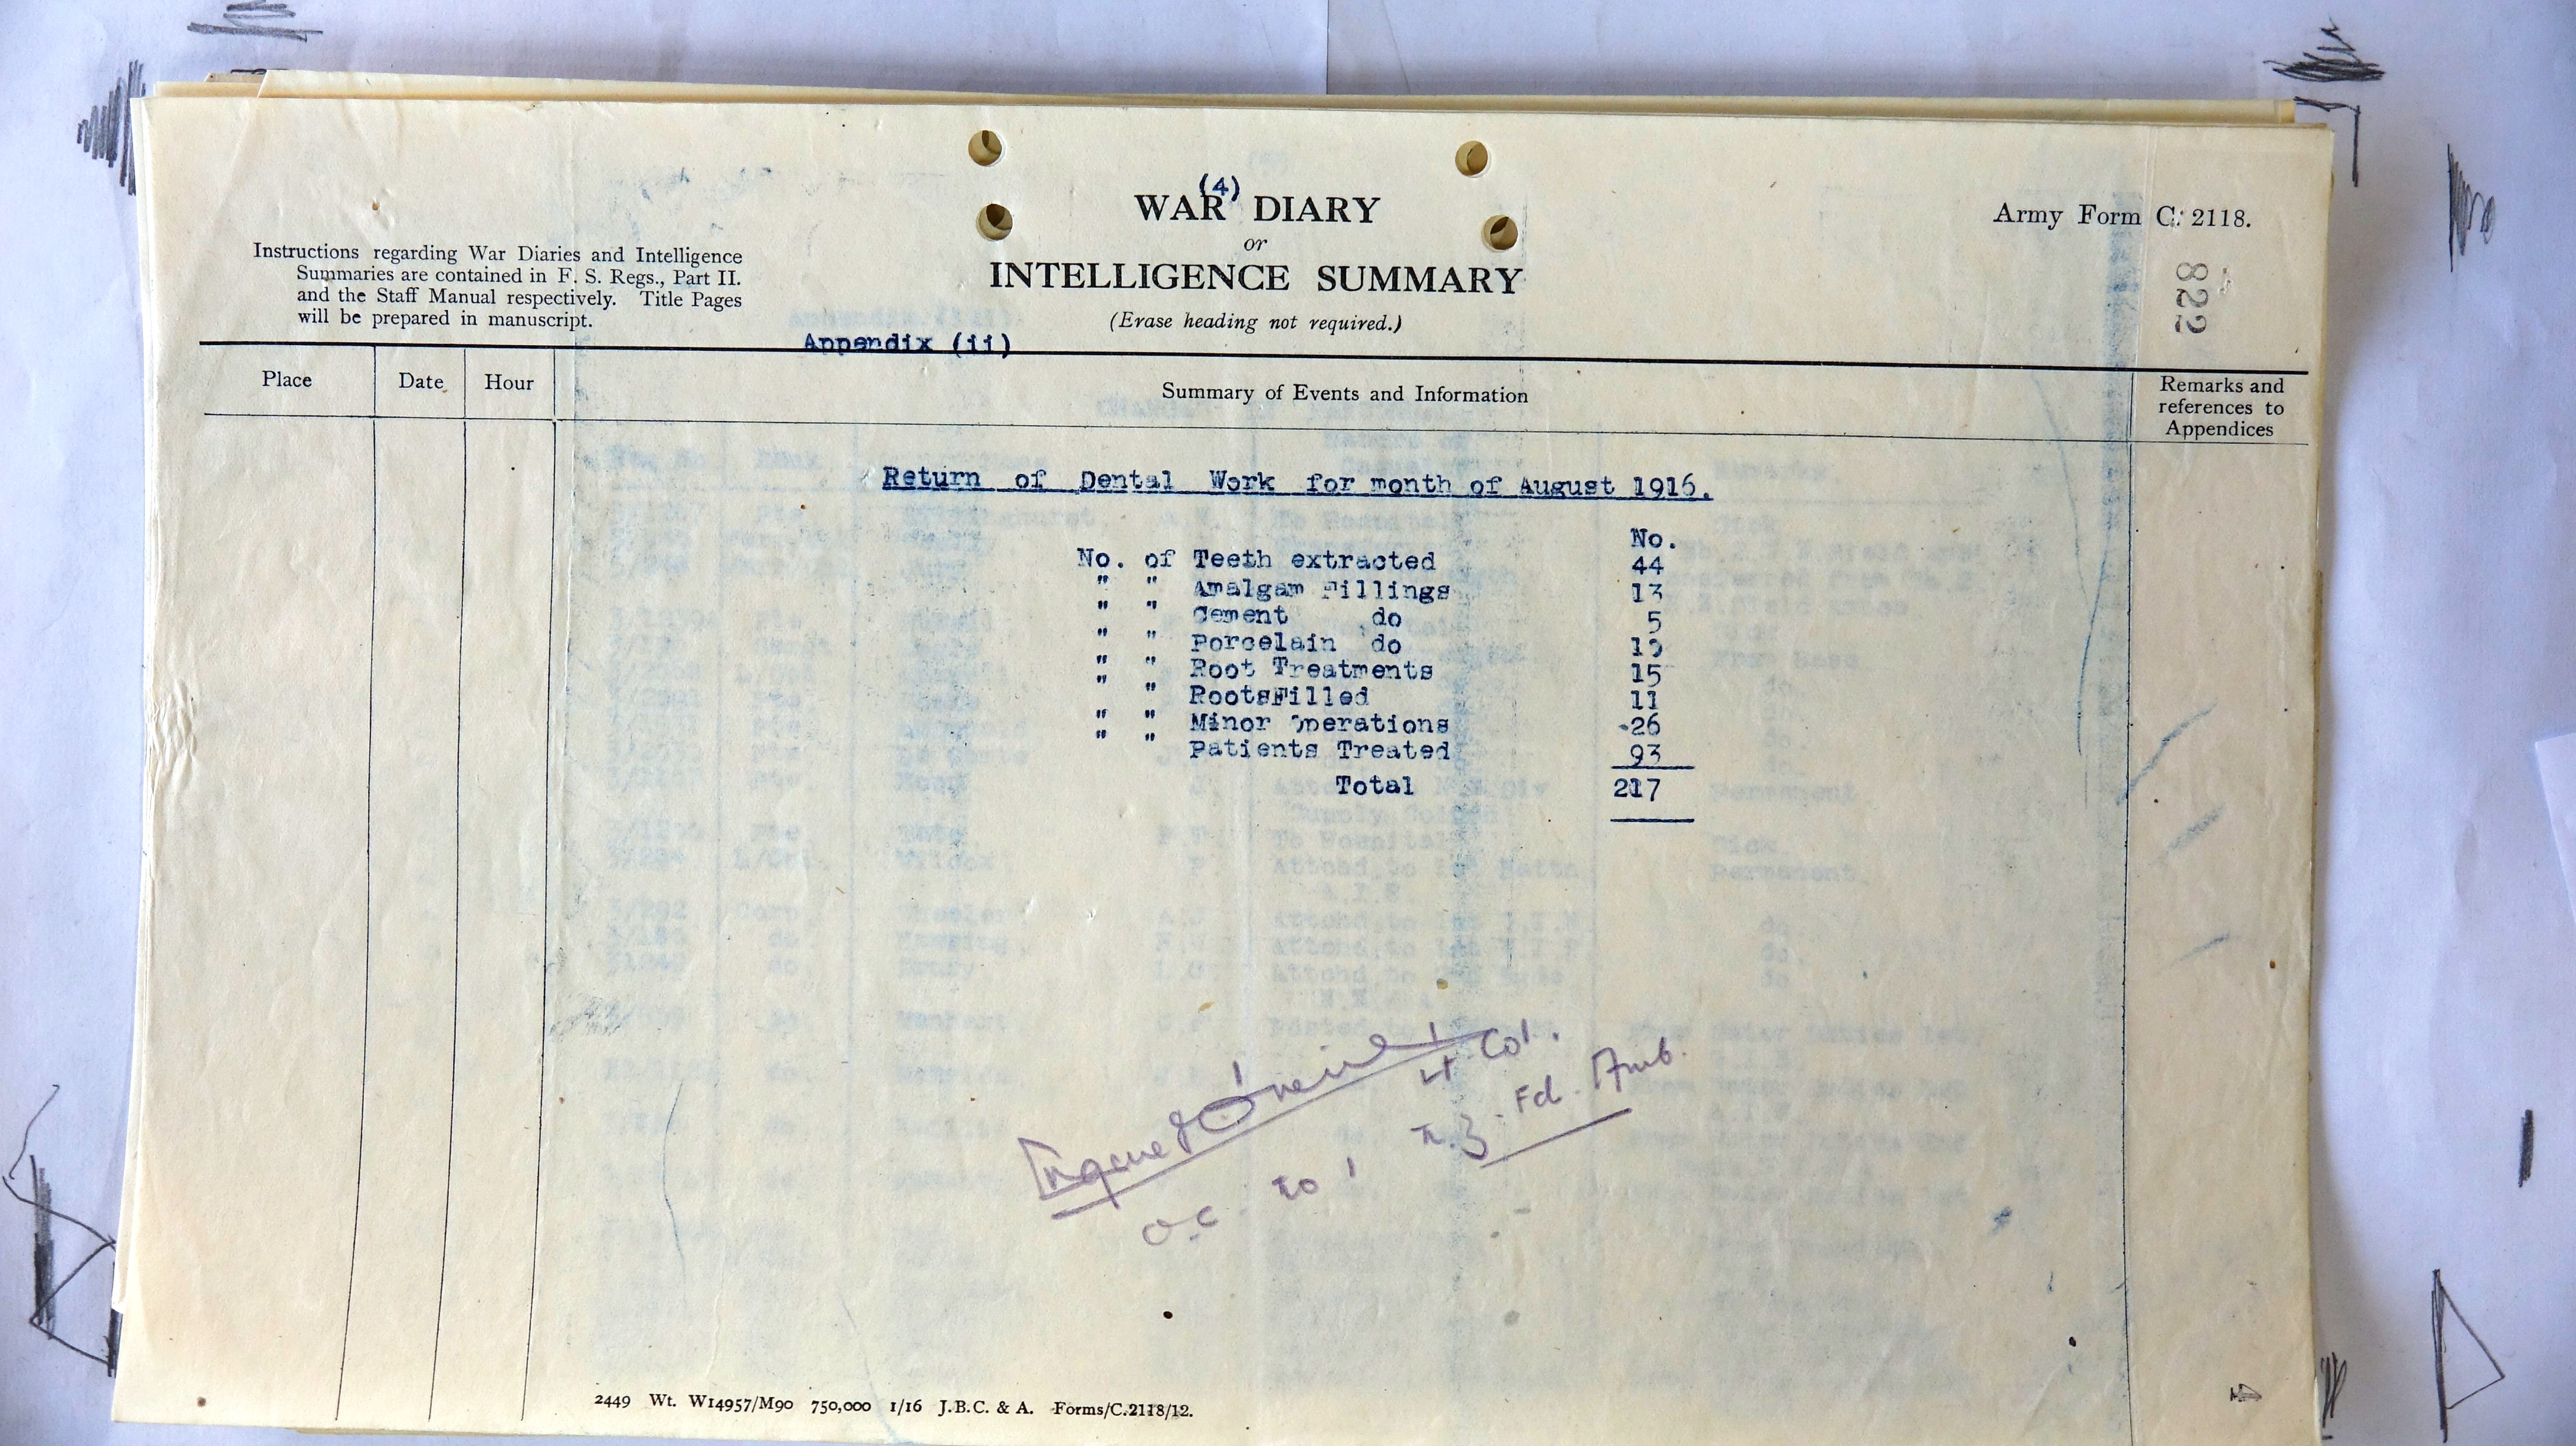 (4)
WAR DIARY
or
INTELLIGENCE SUMMARY
(Erase heading not required.)
Army Form C. 2118.
822
Instructions regarding War Diaries and Intelligence
Summaries are contained in F. S. Regs., Part II.
and the Staff Manual respectively. Title Pages
will be prepared in manuscript.
Appendix (ii)
Place Date Hour Summary of Events and Information Remarks and
references to
Appendices
Return of Dental Work for month of August 1916.
No.
No. of Teeth extracted 44
" " Amalgam Fillings 13
" " Cement do 5
" " Porcelain do 10
" " Root Treatments 15
" " RootsFilled 11
" " Minor Operations 26
" " Patients Treated 93
Total 217
O'Neill Lt Col.
O.C. No 1 N.Z. Fd. Amb.
2449 Wt. W14957/M90 750,000 1/16 J.B.C. & A. Forms/C.2118/12.
4